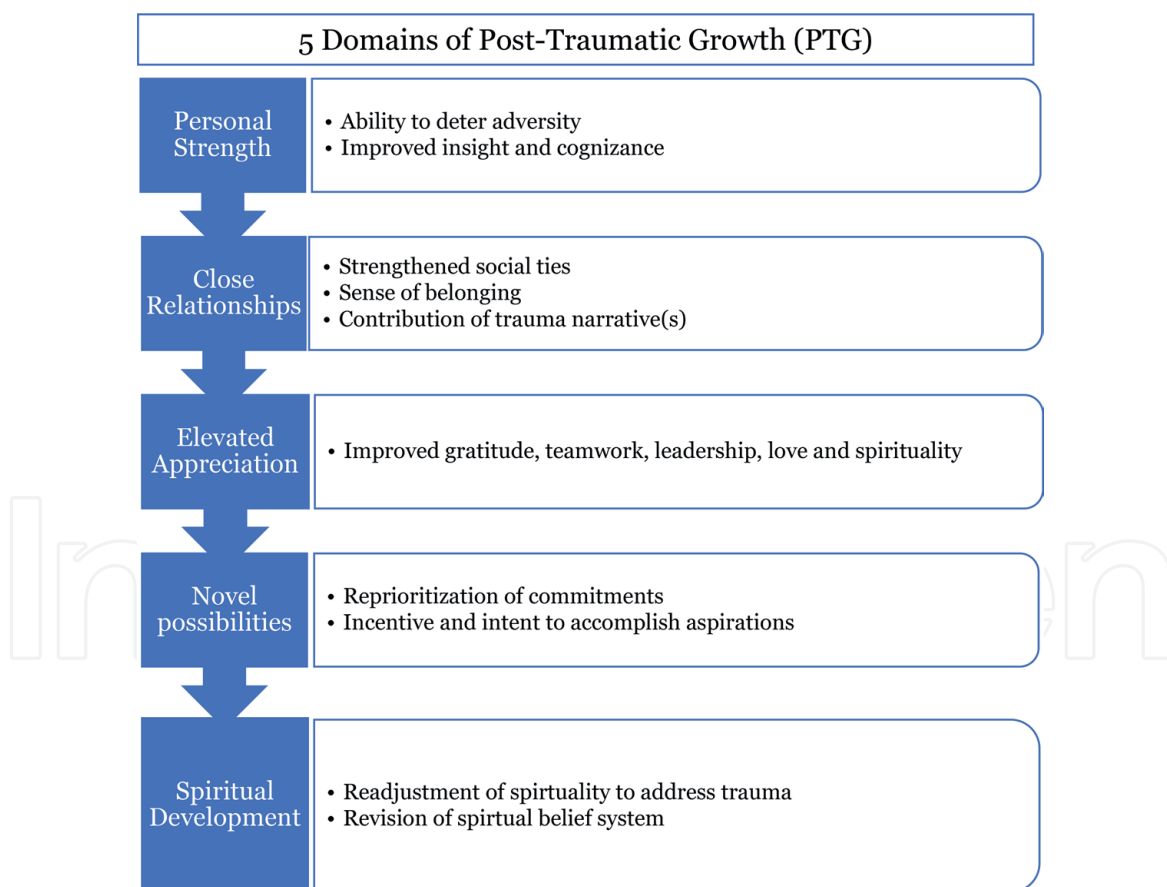 5 Domains of Post-Traumatic Growth (PTG)
Personal
Strength
• Ability to deter adversity
• Improved insight and cognizance
Close
Relationships
• Strengthened social ties
• Sense of belonging
• Contribution of trauma narrative(s)
Elevated
Appreciation
• Improved gratitude, teamwork, leadership, love and spirituality
Novel
possibilities
• Reprioritization of commitments
• Incentive and intent to accomplish aspirations
Spiritual
Development
• Readjustment of spirtuality to address trauma
• Revision of spirtual belief system